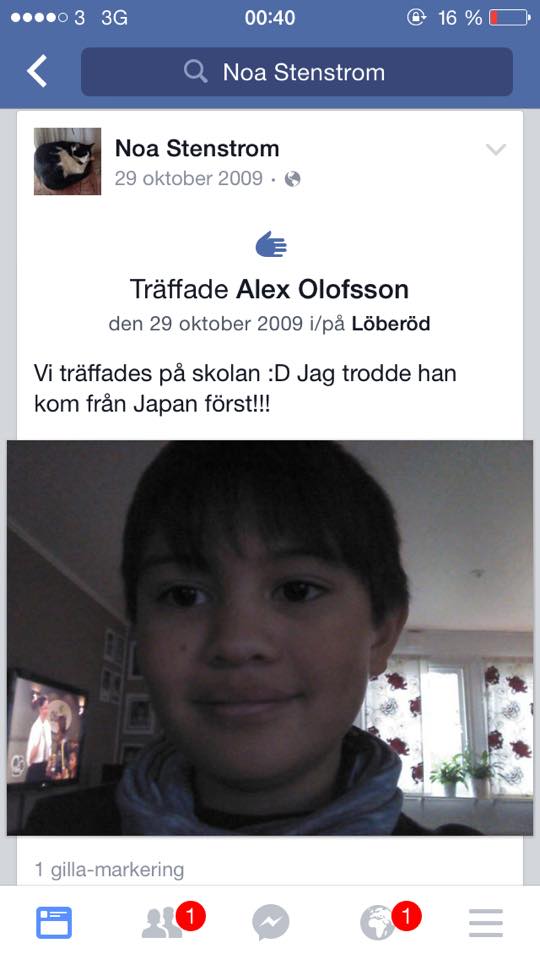 3 3G 00:40 16 %
Noa Stenstrom
Noa Stenstrom
29 oktober 2009 ·
Träffade Alex Olofsson
den 29 oktober 2009 i/på Löberöd
Vi träffades på skolan :D Jag trodde han
kom från Japan först!!!
1 gilla-markering
1 1